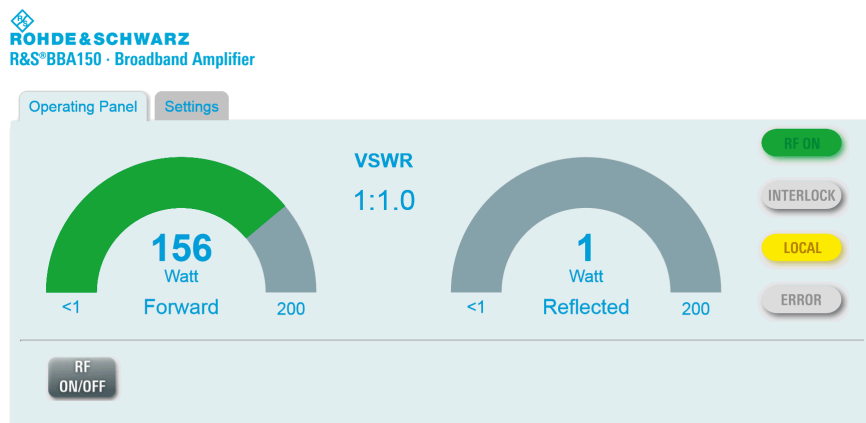 R&S
ROHDE & SCHWARZ
R&S®BBA150 · Broadband Amplifier
Operating Panel
Settings
VSWR
1:1.0
156
Watt
<1
Forward
200
1
Watt
<1
Reflected
200
RF ON
INTERLOCK
LOCAL
ERROR
RF
ON/OFF